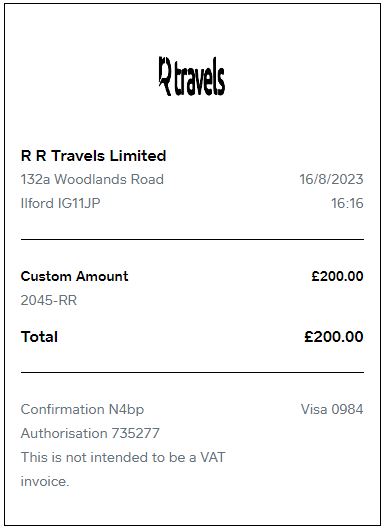 R travels
R R Travels Limited
132a Woodlands Road 16/8/2023
Ilford IG11JP 16:16
Custom Amount £200.00
2045-RR
Total £200.00
Confirmation N4bp Visa 0984
Authorisation 735277
This is not intended to be a VAT
invoice.